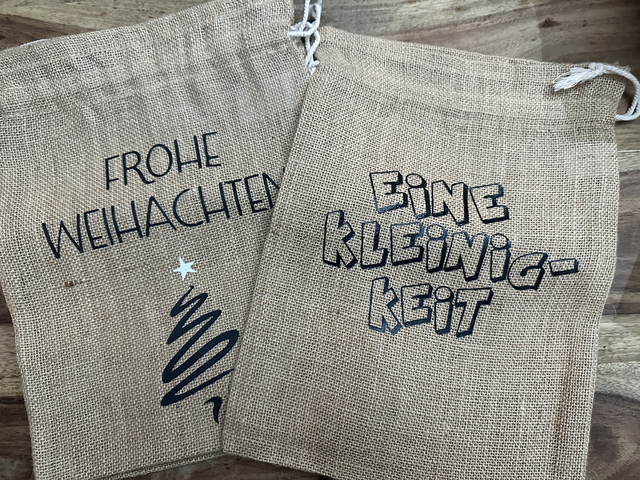 FROHE
WEIHACHTEN
EINE
KLEINIG-
KEIT